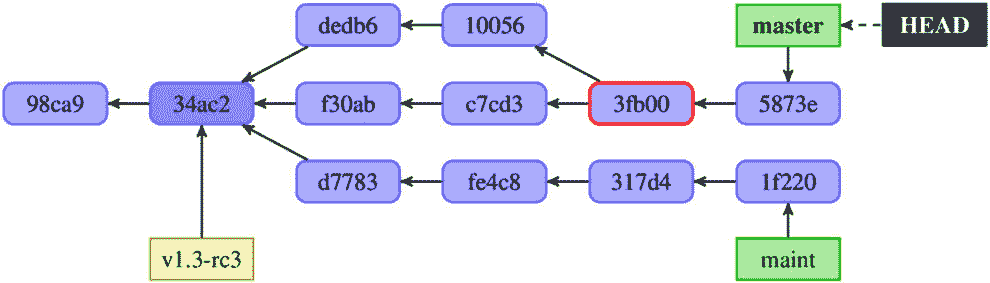 dedb6 10056 master HEAD
98ca9 34ac2 f30ab c7cd3 3fb00 5873e
d7783 fe4c8 317d4 1f220
v1.3-rc3 maint